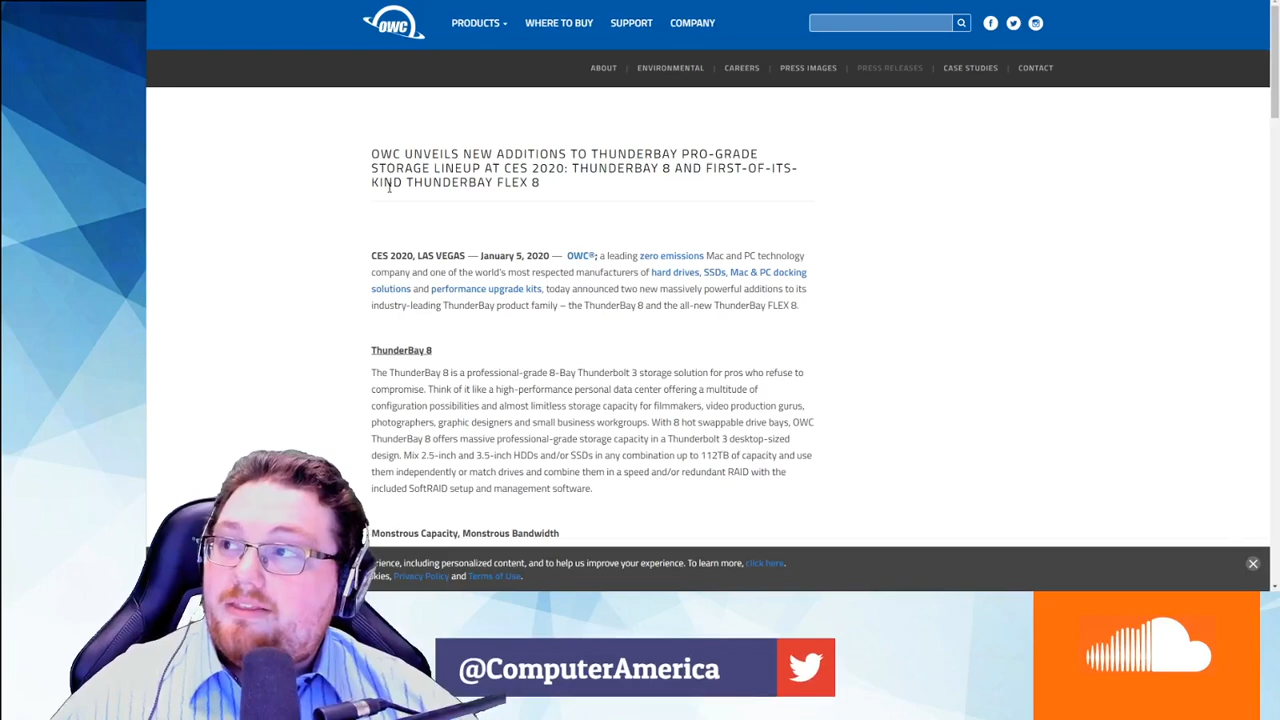 OWC
PRODUCTS
WHERE TO BUY
SUPPORT
COMPANY
ABOUT | ENVIRONMENTAL | CAREERS | PRESS IMAGES | PRESS RELEASES | CASE STUDIES | CONTACT
OWC UNVEILS NEW ADDITIONS TO THUNDERBAY PRO-GRADE
STORAGE LINEUP AT CES 2020: THUNDERBAY 8 AND FIRST-OF-ITS-
KIND THUNDERBAY FLEX 8
CES 2020, LAS VEGAS — January 5, 2020 — OWC®; a leading zero emissions Mac and PC technology
company and one of the world's most respected manufacturers of hard drives, SSDs, Mac & PC docking
solutions and performance upgrade kits, today announced two new massively powerful additions to its
industry-leading ThunderBay product family – the ThunderBay 8 and the all-new ThunderBay FLEX 8.
ThunderBay 8
The ThunderBay 8 is a professional-grade 8-Bay Thunderbolt 3 storage solution for pros who refuse to
compromise. Think of it like a high-performance personal data center offering a multitude of
configuration possibilities and almost limitless storage capacity for filmmakers, video production gurus,
photographers, graphic designers and small business workgroups. With 8 hot swappable drive bays, OWC
ThunderBay 8 offers massive professional-grade storage capacity in a Thunderbolt 3 desktop-sized
design. Mix 2.5-inch and 3.5-inch HDDs and/or SSDs in any combination up to 112TB of capacity and use
them independently or match drives and combine them in a speed and/or redundant RAID with the
included SoftRAID setup and management software.
Monstrous Capacity, Monstrous Bandwidth
rience, including personalized content, and to help us improve your experience. To learn more, click here.
kies, Privacy Policy and Terms of Use.
@ComputerAmerica